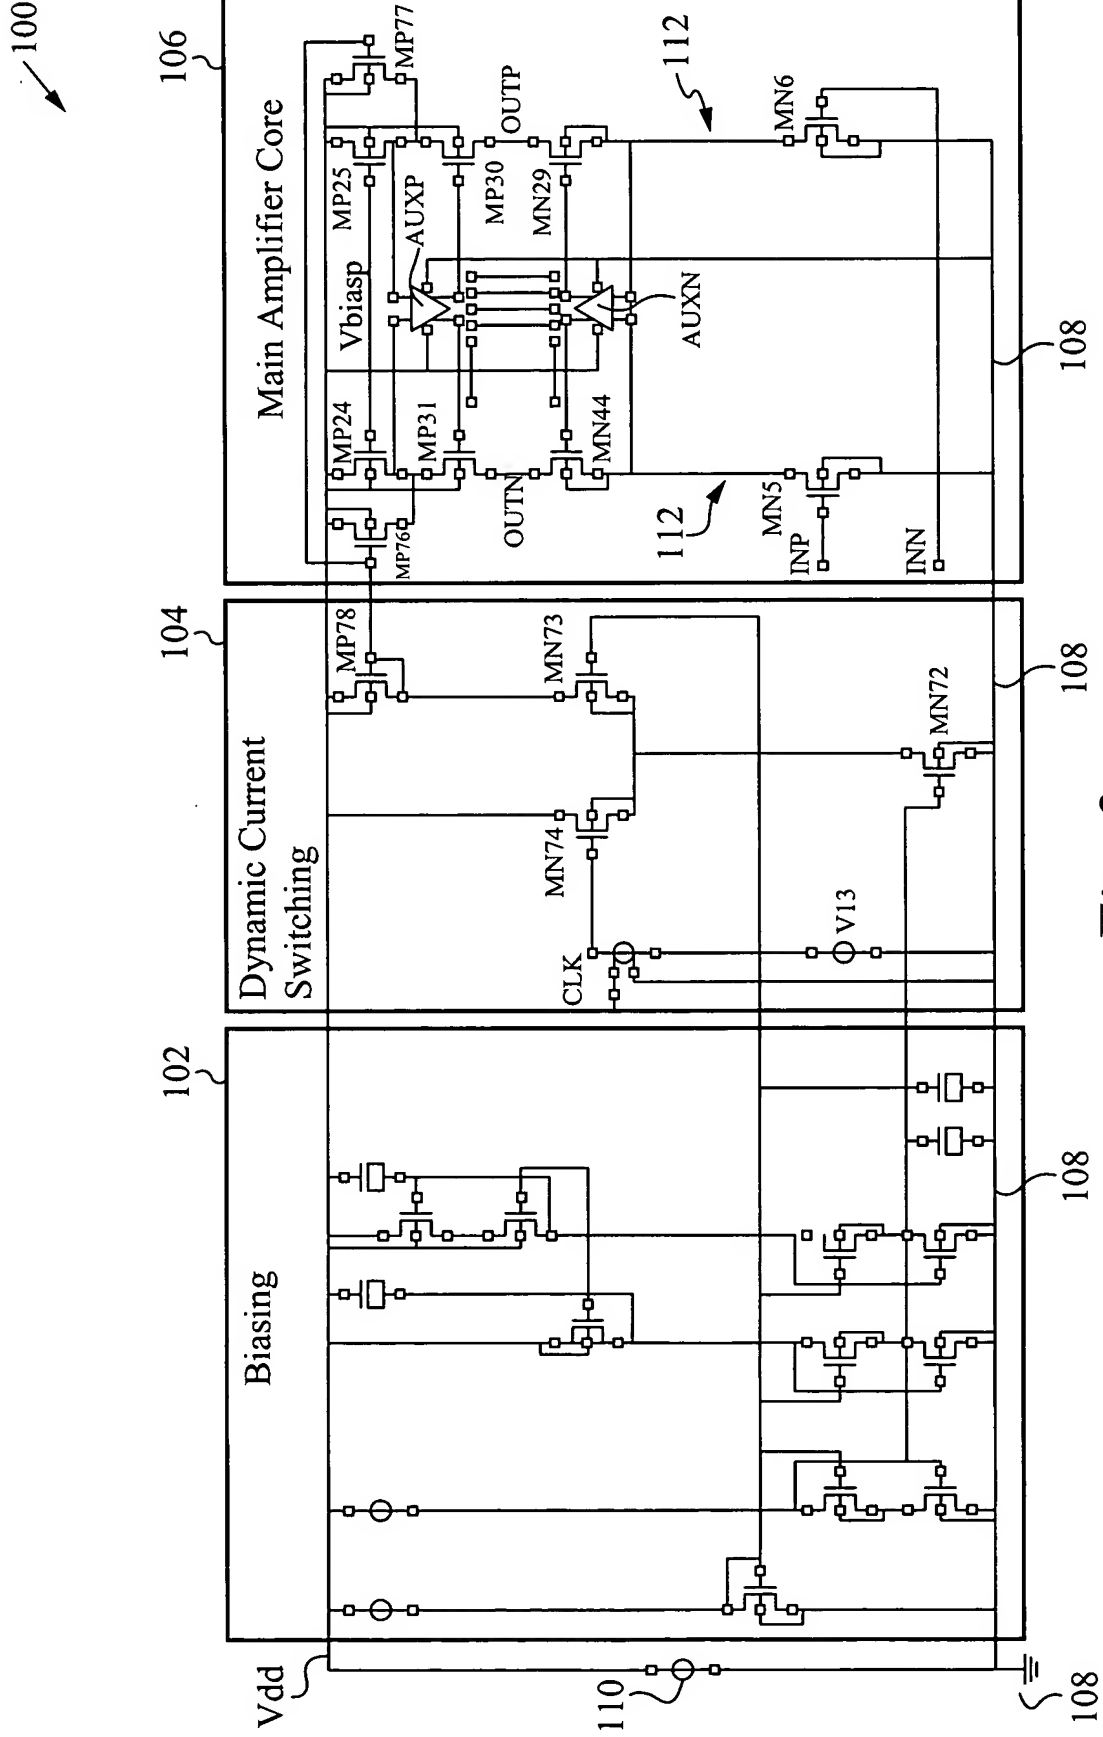 100
106
Main Amplifier Core
MP77
MP25
AUXP
OUTP
MP30
MN29
112
MN6
Vbiasp
AUXN
MP24
MP31
MN44
OUTN
MP76
112
MN5
INP
INN
108
104
Dynamic Current
Switching
MP78
MN73
MN74
MN72
CLK
V13
108
102
Biasing
108
Vdd
110
108